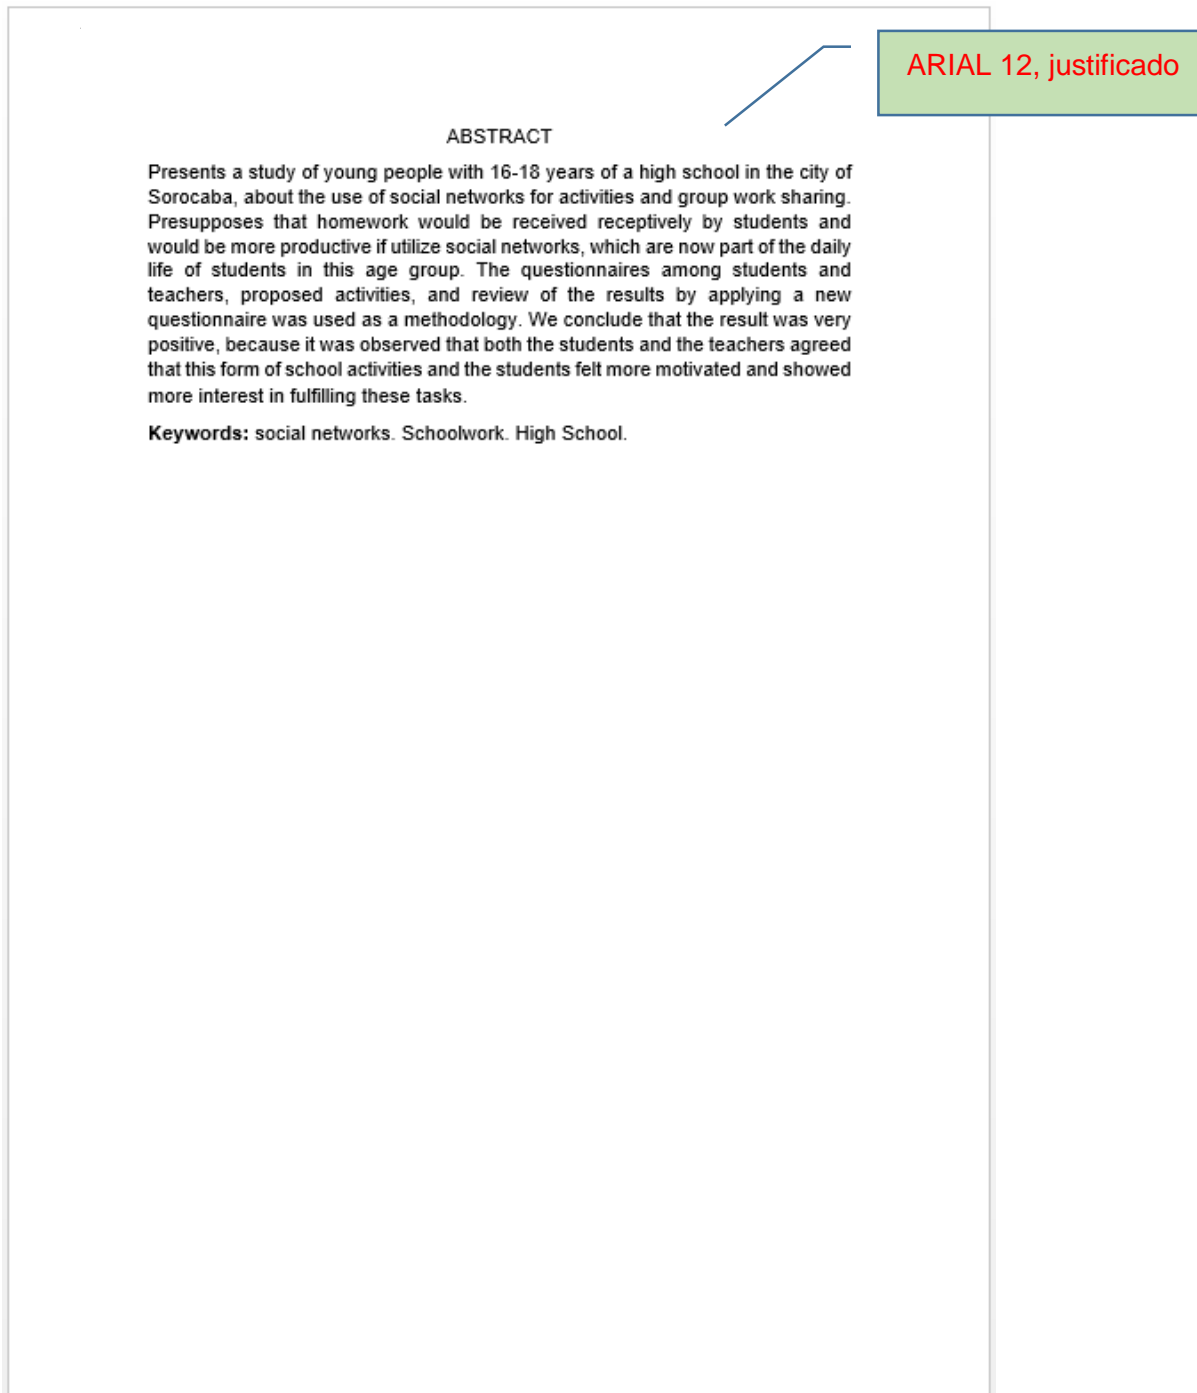 ARIAL 12, justificado
ABSTRACT
Presents a study of young people with 16-18 years of a high school in the city of
Sorocaba, about the use of social networks for activities and group work sharing.
Presupposes that homework would be received receptively by students and
would be more productive if utilize social networks, which are now part of the daily
life of students in this age group. The questionnaires among students and
teachers, proposed activities, and review of the results by applying a new
questionnaire was used as a methodology. We conclude that the result was very
positive, because it was observed that both the students and the teachers agreed
that this form of school activities and the students felt more motivated and showed
more interest in fulfilling these tasks.
Keywords: social networks. Schoolwork. High School.